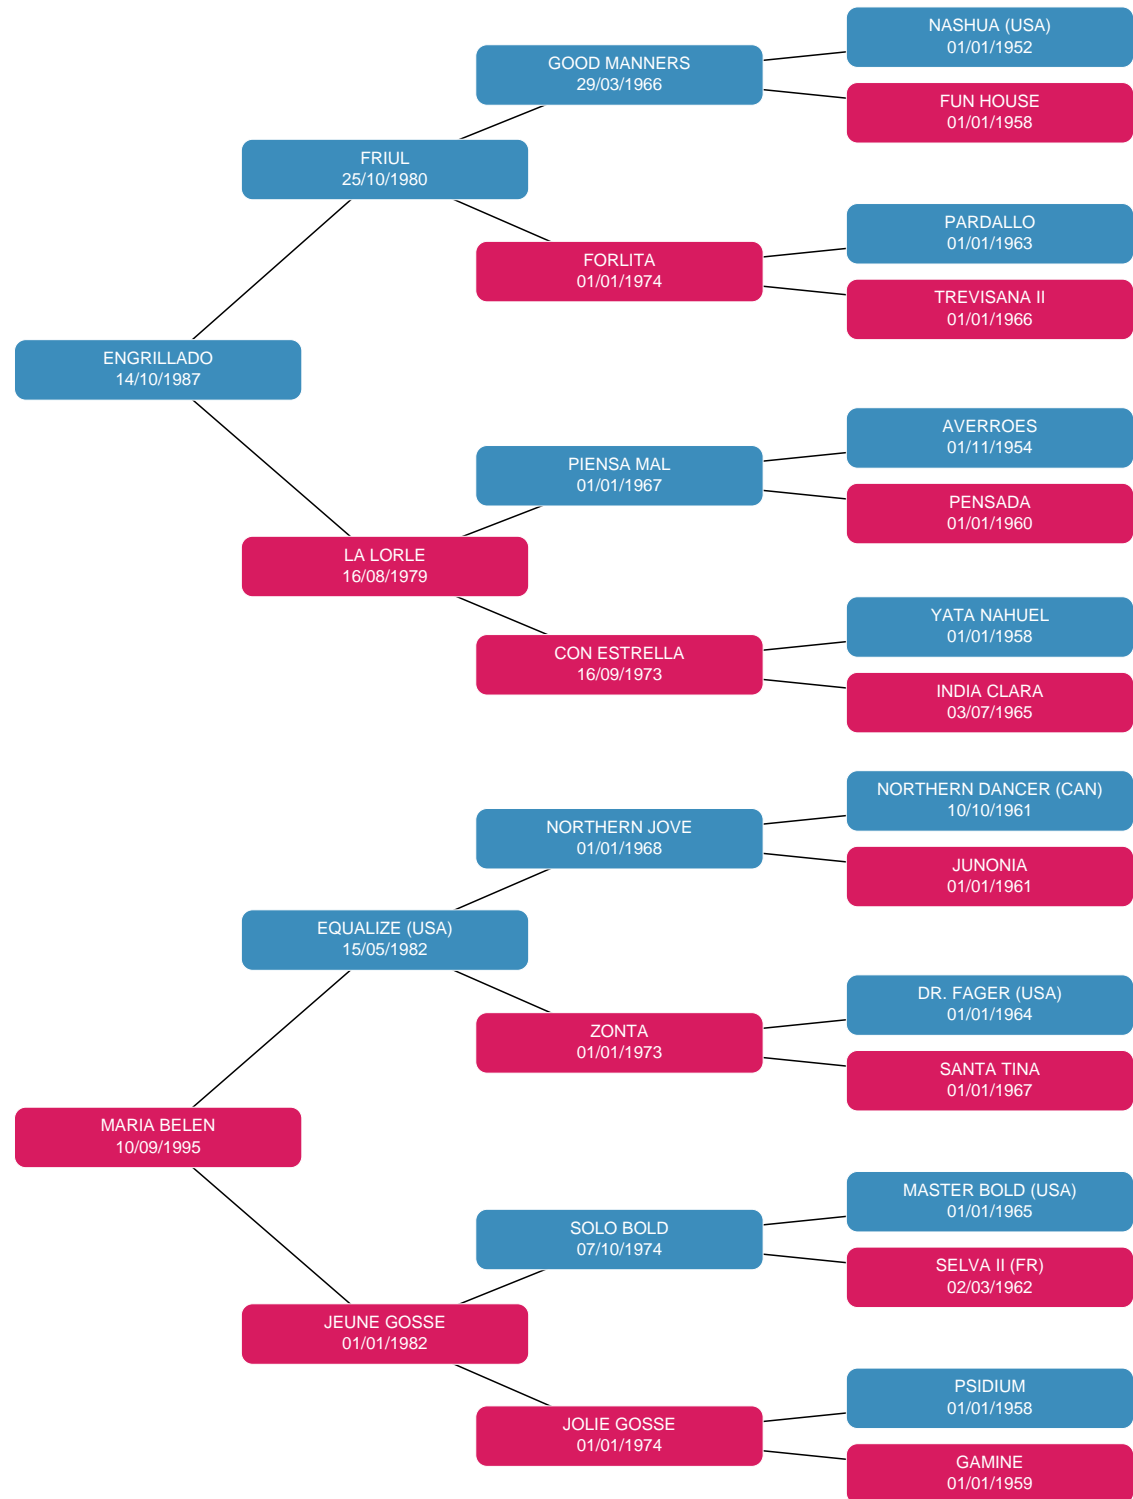 NASHUA (USA)
01/01/1952
GOOD MANNERS
29/03/1966
FUN HOUSE
01/01/1958
FRIUL
25/10/1980
PARDALLO
01/01/1963
FORLITA
01/01/1974
TREVISANA II
01/01/1966
ENGRILLADO
14/10/1987
AVERROES
01/11/1954
PIENSA MAL
01/01/1967
PENSADA
01/01/1960
LA LORLE
16/08/1979
YATA NAHUEL
01/01/1958
CON ESTRELLA
16/09/1973
INDIA CLARA
03/07/1965
NORTHERN DANCER (CAN)
10/10/1961
NORTHERN JOVE
01/01/1968
JUNONIA
01/01/1961
EQUALIZE (USA)
15/05/1982
DR. FAGER (USA)
01/01/1964
ZONTA
01/01/1973
SANTA TINA
01/01/1967
MARIA BELEN
10/09/1995
MASTER BOLD (USA)
01/01/1965
SOLO BOLD
07/10/1974
SELVA II (FR)
02/03/1962
JEUNE GOSSE
01/01/1982
PSIDIUM
01/01/1958
JOLIE GOSSE
01/01/1974
GAMINE
01/01/1959